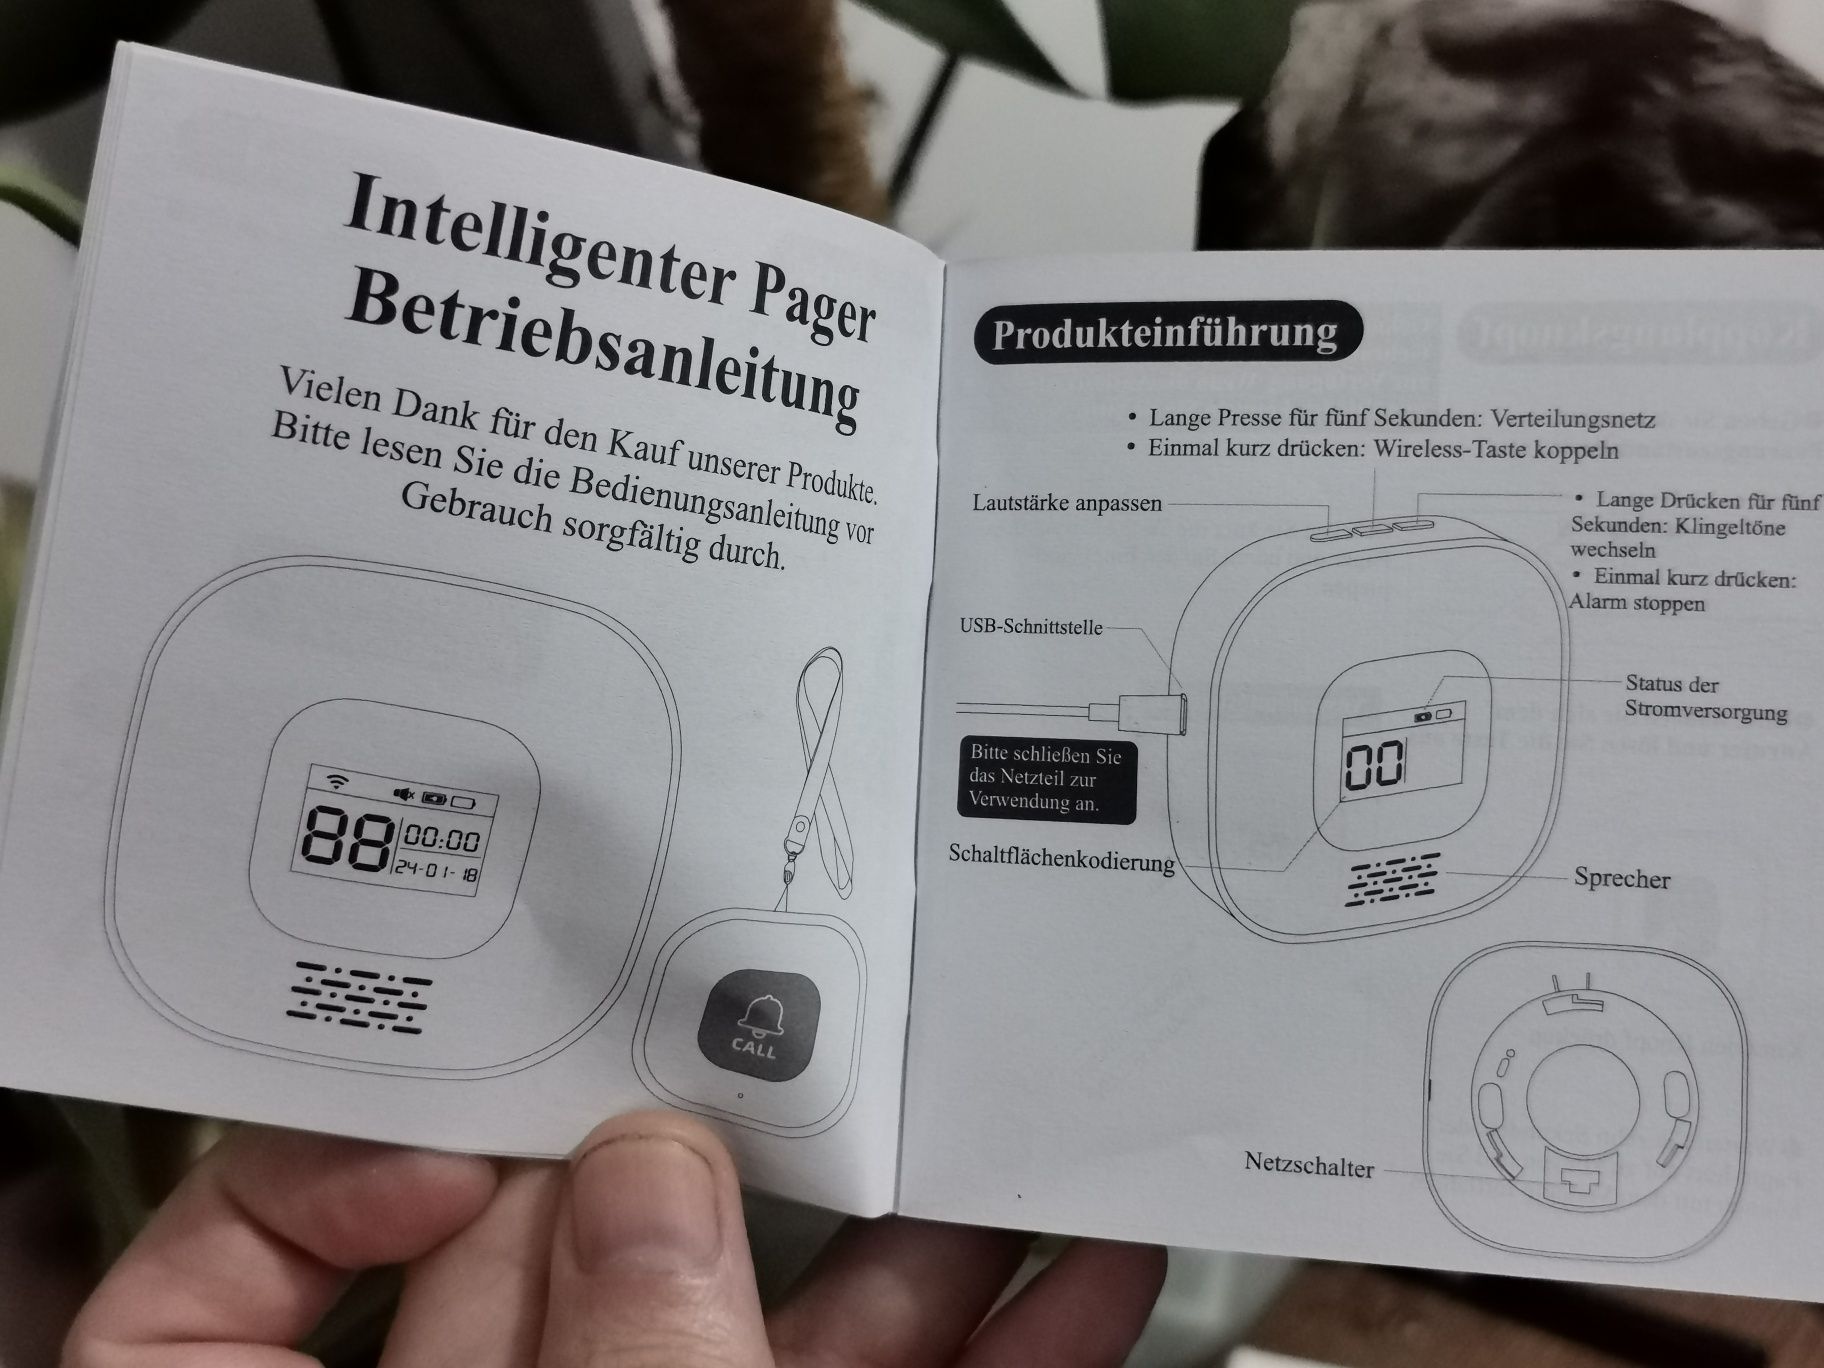 Intelligenter Pager
Betriebsanleitung
Vielen Dank für den Kauf unserer Produkte.
Bitte lesen Sie die Bedienungsanleitung vor
Gebrauch sorgfältig durch.
88
00:00
24-01-18
CALL
Produkteinführung
• Lange Presse für fünf Sekunden: Verteilungsnetz
• Einmal kurz drücken: Wireless-Taste koppeln
Lautstärke anpassen
• Lange Drücken für fünf
Sekunden: Klingeltöne
wechseln
• Einmal kurz drücken:
Alarm stoppen
USB-Schnittstelle
Status der
Stromversorgung
00
Bitte schließen Sie
das Netzteil zur
Verwendung an.
Schaltflächenkodierung
Sprecher
Netzschalter